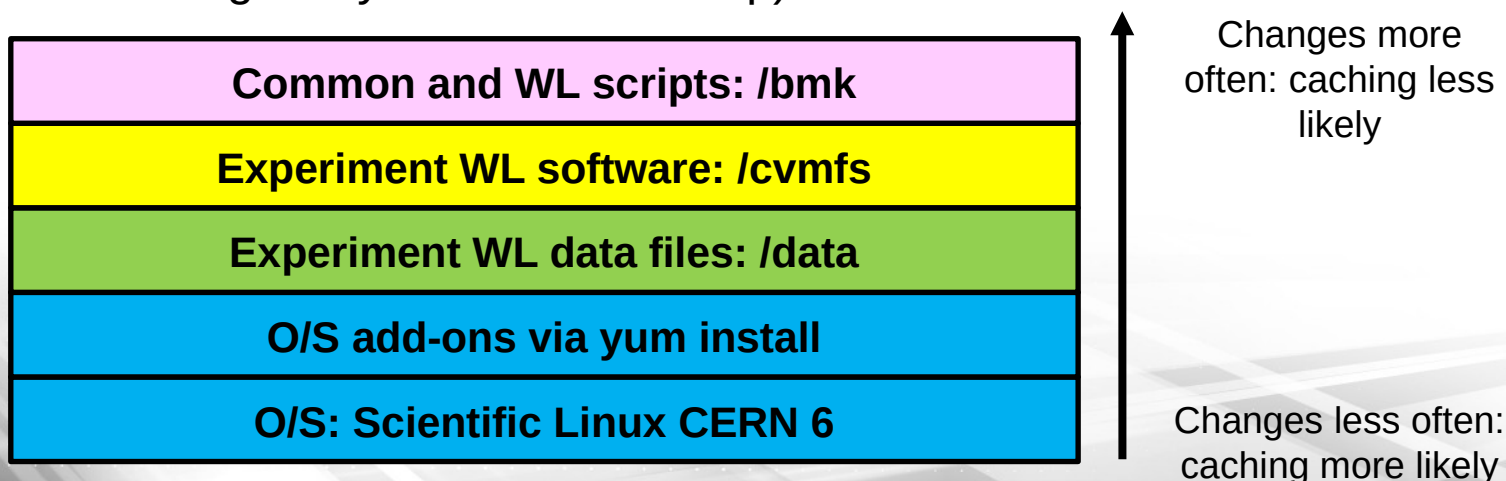 Changes more
often: caching less
likely
Common and WL scripts: /bmk
Experiment WL software: /cvmfs
Experiment WL data files: /data
O/S add-ons via yum install
O/S: Scientific Linux CERN 6
Changes less often:
caching more likely